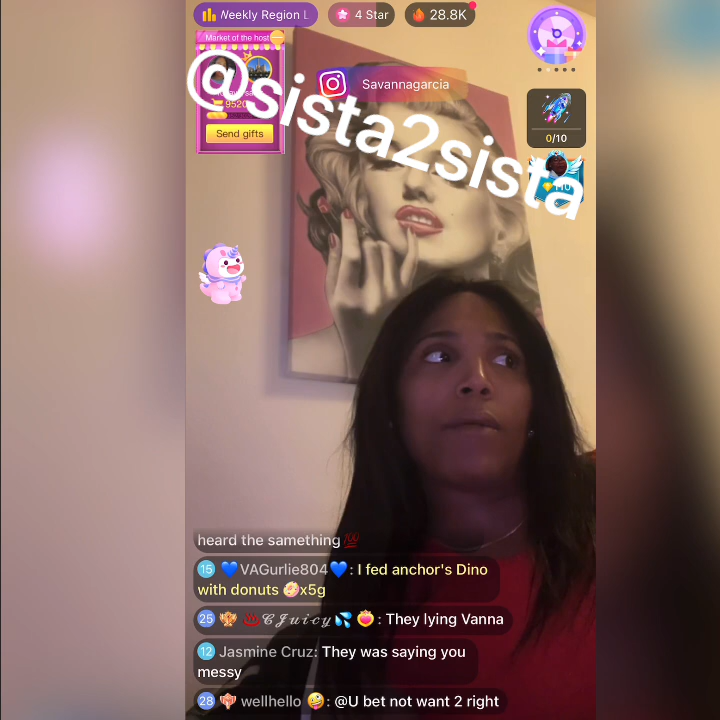 Weekly Region L
4 Star
28.8K
Market of the host
9520
Send gifts
Savannagarcia
@sista2sista
0/10
heard the samething 💯
15 💙VAGurlie804💙: I fed anchor's Dino
with donuts 🍩x5g
25 ♨️𝒞𝒥𝓊𝒾𝒸𝓎💦: They lying Vanna
12 Jasmine Cruz: They was saying you
messy
28 wellhello 🤪: @U bet not want 2 right